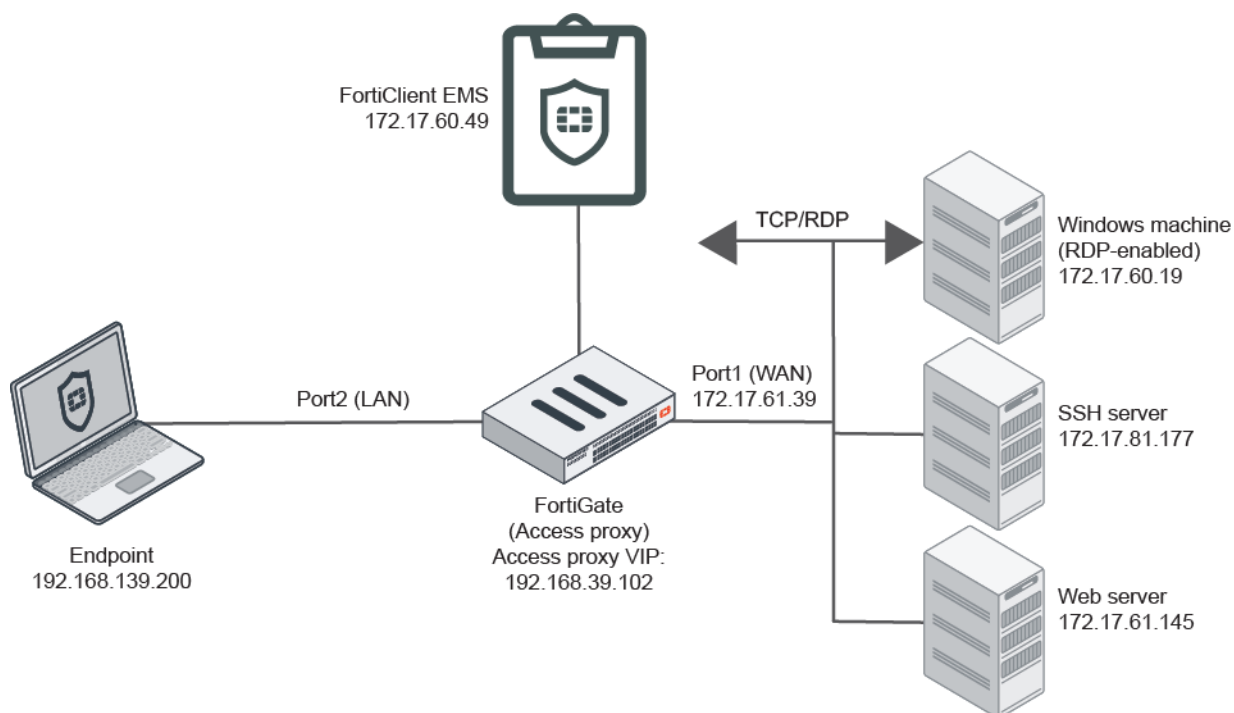 FortiClient EMS
172.17.60.49
TCP/RDP
Windows machine
(RDP-enabled)
172.17.60.19
Port2 (LAN)
Port1 (WAN)
172.17.61.39
SSH server
172.17.81.177
Endpoint
192.168.139.200
FortiGate
(Access proxy)
Access proxy VIP:
192.168.39.102
Web server
172.17.61.145